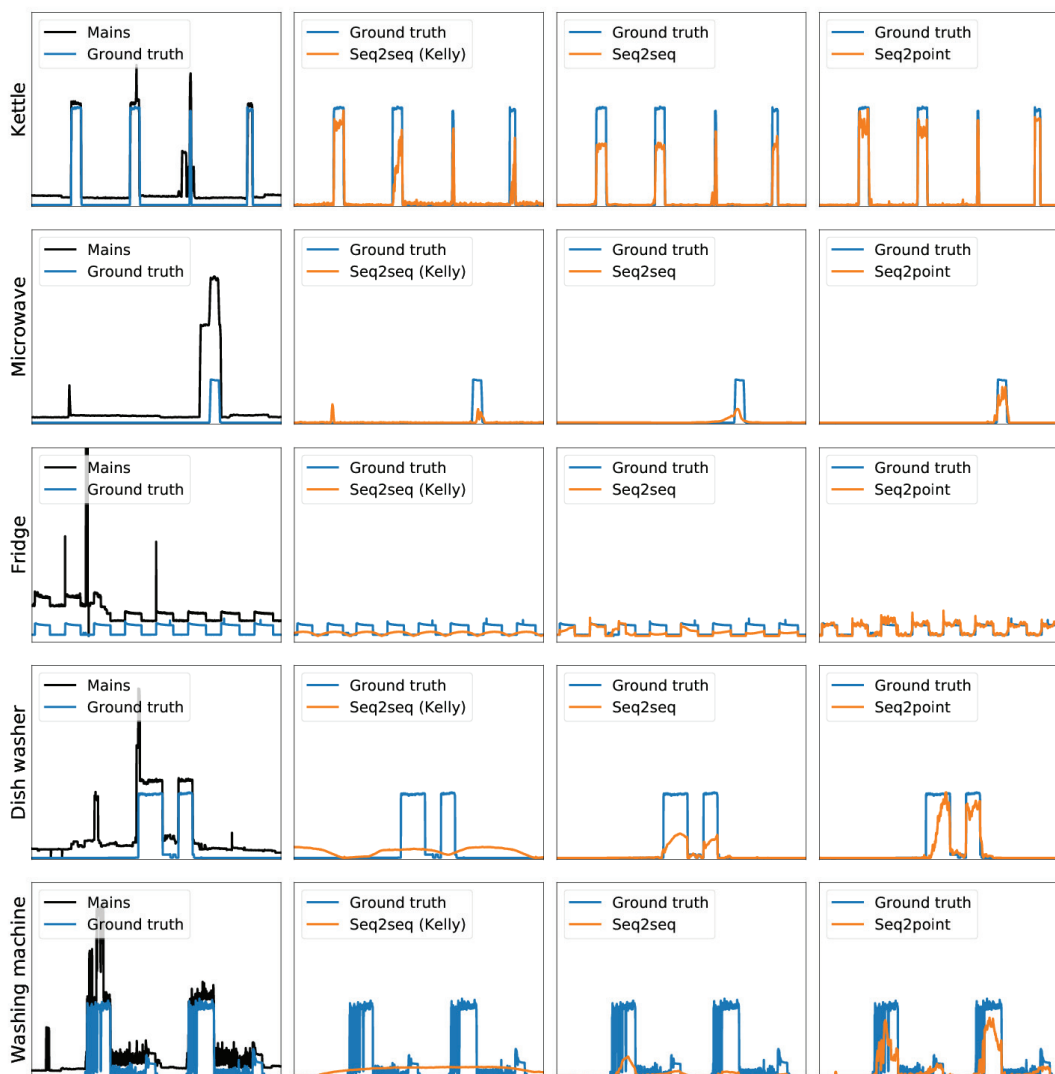 Kettle
Mains
Ground truth
Ground truth
Seq2seq (Kelly)
Ground truth
Seq2seq
Ground truth
Seq2point
Microwave
Mains
Ground truth
Ground truth
Seq2seq (Kelly)
Ground truth
Seq2seq
Ground truth
Seq2point
Fridge
Mains
Ground truth
Ground truth
Seq2seq (Kelly)
Ground truth
Seq2seq
Ground truth
Seq2point
Dish washer
Mains
Ground truth
Ground truth
Seq2seq (Kelly)
Ground truth
Seq2seq
Ground truth
Seq2point
Washing machine
Mains
Ground truth
Ground truth
Seq2seq (Kelly)
Ground truth
Seq2seq
Ground truth
Seq2point